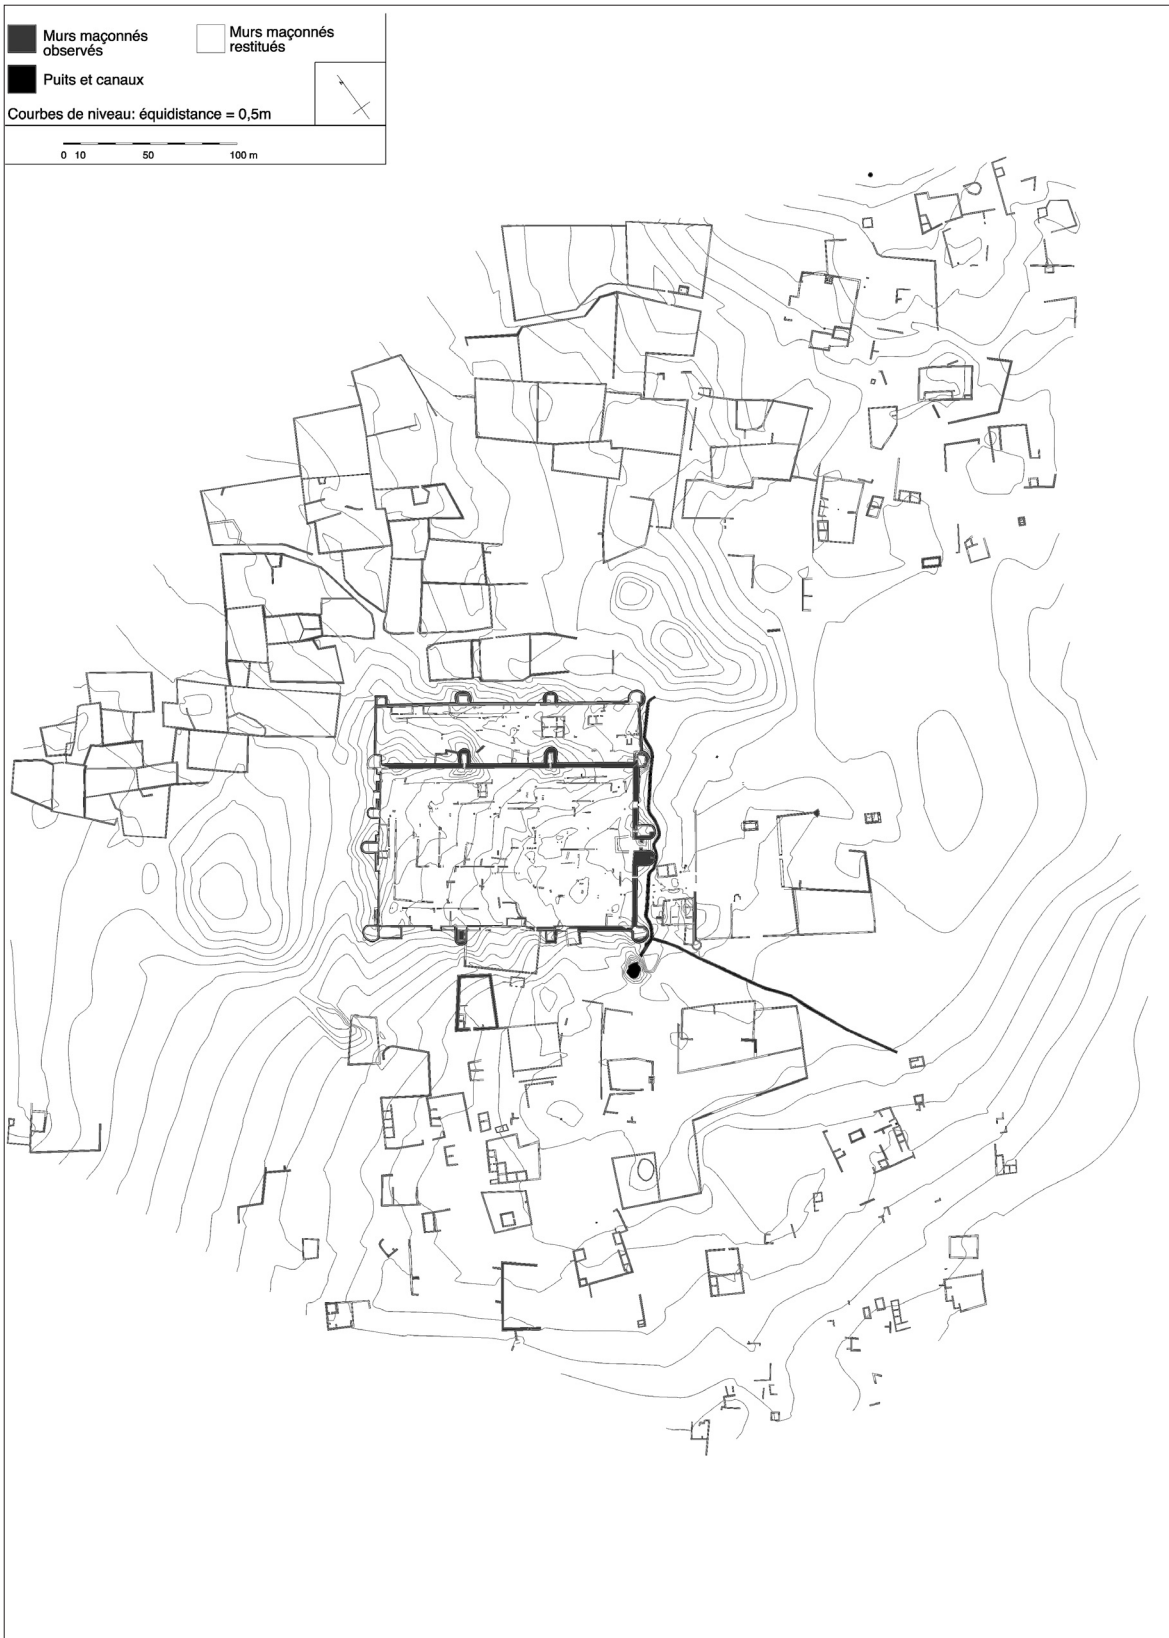 Murs maçonnés
observés
Murs maçonnés
restitués
Puits et canaux
Courbes de niveau: équidistance = 0,5m
0 10 50 100 m